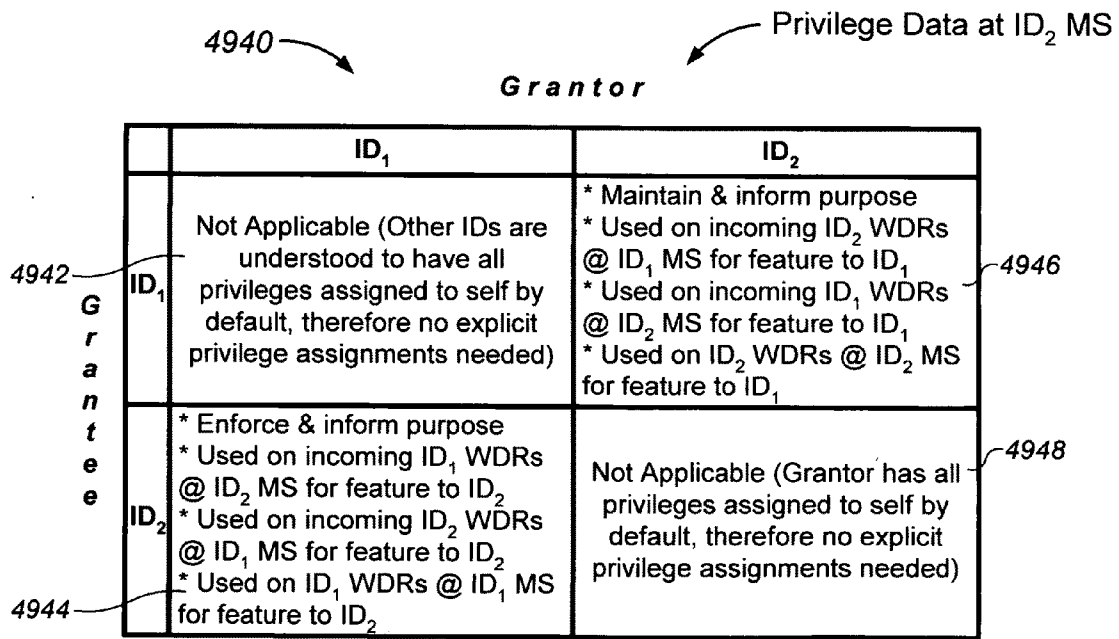 4940
Privilege Data at ID₂ MS
Grantor
ID₁
ID₂
Grantee
ID₁
4942
Not Applicable (Other IDs are
understood to have all
privileges assigned to self by
default, therefore no explicit
privilege assignments needed)
* Maintain & inform purpose
* Used on incoming ID₂ WDRs
@ ID₁ MS for feature to ID₁
* Used on incoming ID₁ WDRs
@ ID₂ MS for feature to ID₁
* Used on ID₂ WDRs @ ID₂ MS
for feature to ID₁
4946
ID₂
4944
* Enforce & inform purpose
* Used on incoming ID₁ WDRs
@ ID₂ MS for feature to ID₂
* Used on incoming ID₂ WDRs
@ ID₁ MS for feature to ID₂
* Used on ID₁ WDRs @ ID₁ MS
for feature to ID₂
Not Applicable (Grantor has all
privileges assigned to self by
default, therefore no explicit
privilege assignments needed)
4948